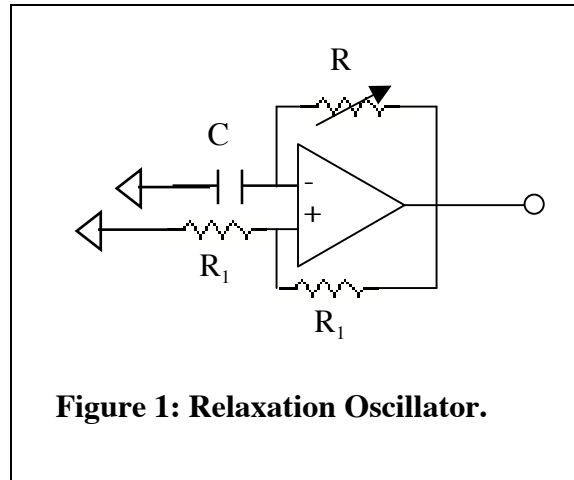 R
C
-
+
R₁
R₁
Figure 1: Relaxation Oscillator.